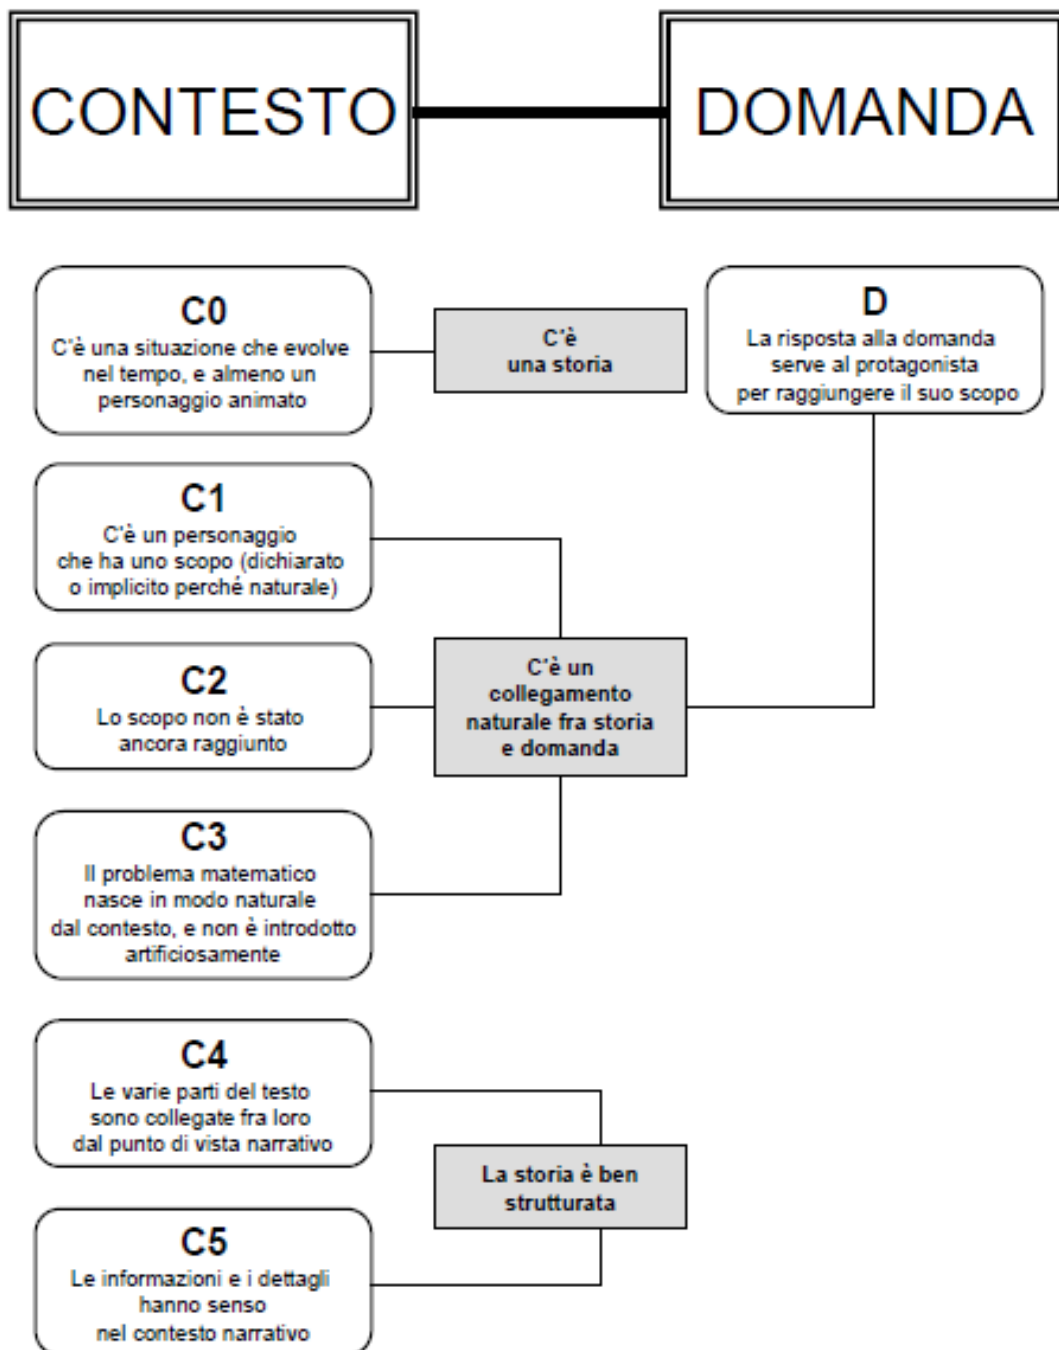 CONTESTO
DOMANDA
C0
C'è una situazione che evolve
nel tempo, e almeno un
personaggio animato
C'è
una storia
D
La risposta alla domanda
serve al protagonista
per raggiungere il suo scopo
C1
C'è un personaggio
che ha uno scopo (dichiarato
o implicito perché naturale)
C2
Lo scopo non è stato
ancora raggiunto
C'è un
collegamento
naturale fra storia
e domanda
C3
Il problema matematico
nasce in modo naturale
dal contesto, e non è introdotto
artificiosamente
C4
Le varie parti del testo
sono collegate fra loro
dal punto di vista narrativo
La storia è ben
strutturata
C5
Le informazioni e i dettagli
hanno senso
nel contesto narrativo